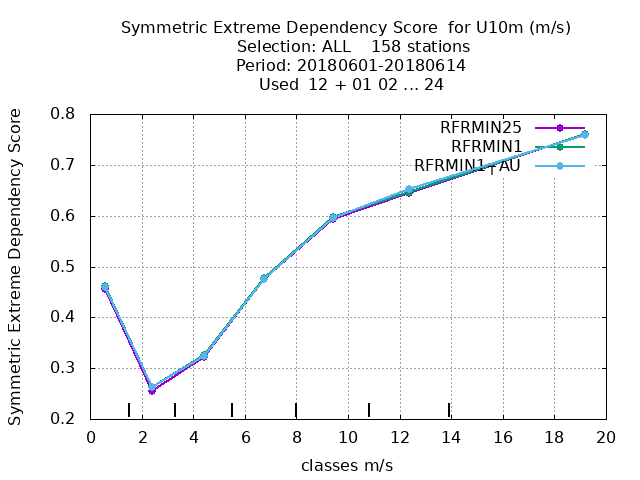 Symmetric Extreme Dependency Score for U10m (m/s)
Selection: ALL 158 stations
Period: 20180601-20180614
Used 12 + 01 02 ... 24
Symmetric Extreme Dependency Score
0.8
0.7
0.6
0.5
0.4
0.3
0.2
RFRMIN25
RFRMIN1
RFRMIN1+AU
0 2 4 6 8 10 12 14 16 18 20
classes m/s